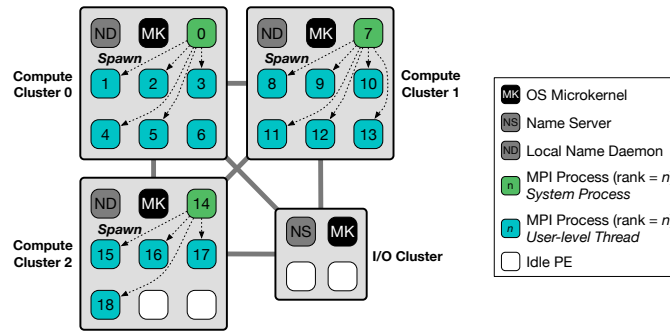 ND MK 0
Spawn
1 2 3
4 5 6
Compute
Cluster 0
ND MK 7
Spawn
8 9 10
11 12 13
Compute
Cluster 1
ND MK 14
Spawn
15 16 17
18
Compute
Cluster 2
NS MK
I/O Cluster
MK OS Microkernel
NS Name Server
ND Local Name Daemon
n MPI Process (rank = n
System Process
n MPI Process (rank = n
User-level Thread
Idle PE